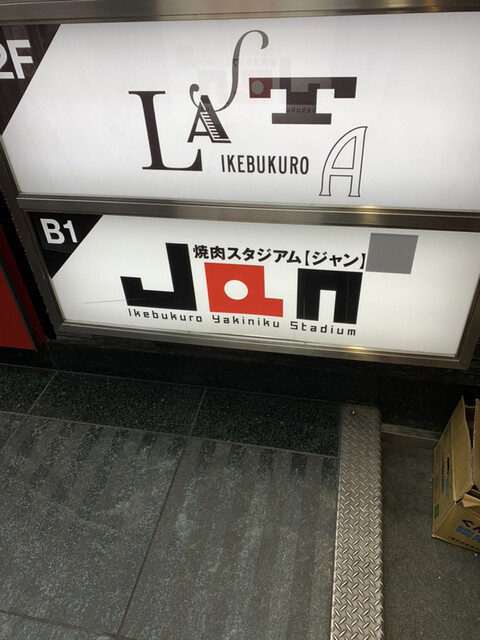 2F
LASTA
IKEBUKURO
B1
焼肉スタジアム【ジャン】
Jan
Ikebukuro Yakiniku Stadium